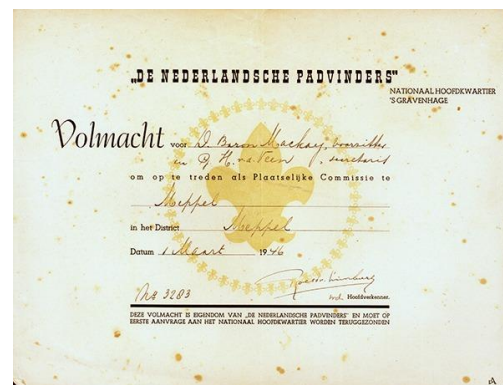 „DE NEDERLANDSCHE PADVINDERS"
NATIONAAL HOOFDKWARTIER
'S GRAVENHAGE
Volmacht voor D. Baron Mackay, voorzitter
en H. v.d. Veen, secretaris
om op te treden als Plaatselijke Commissie te
Meppel
in het District Meppel
Datum 1 Maart 1946
No 3283
Hoofdverkenner.
DEZE VOLMACHT IS EIGENDOM VAN „DE NEDERLANDSCHE PADVINDERS" EN MOET OP
EERSTE AANVRAGE AAN HET NATIONAAL HOOFDKWARTIER WORDEN TERUGGEZONDEN